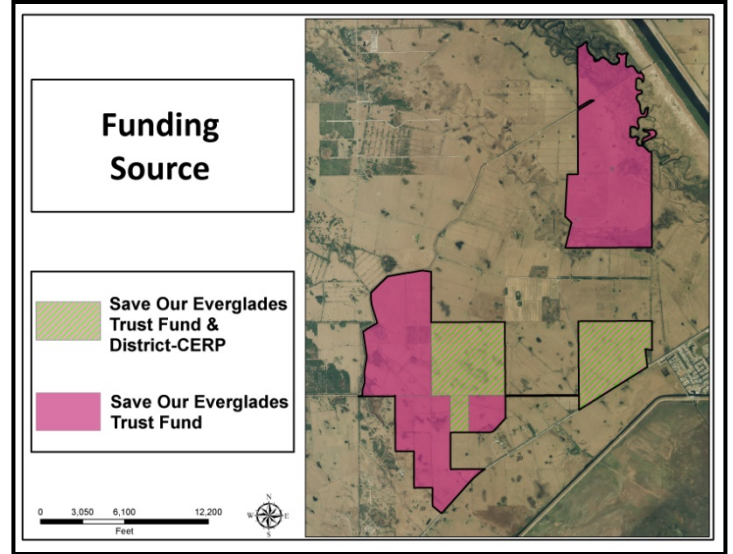 Funding
Source
Save Our Everglades
Trust Fund &
District-CERP
Save Our Everglades
Trust Fund
0 3,050 6,100 12,200
Feet
N
W E
S